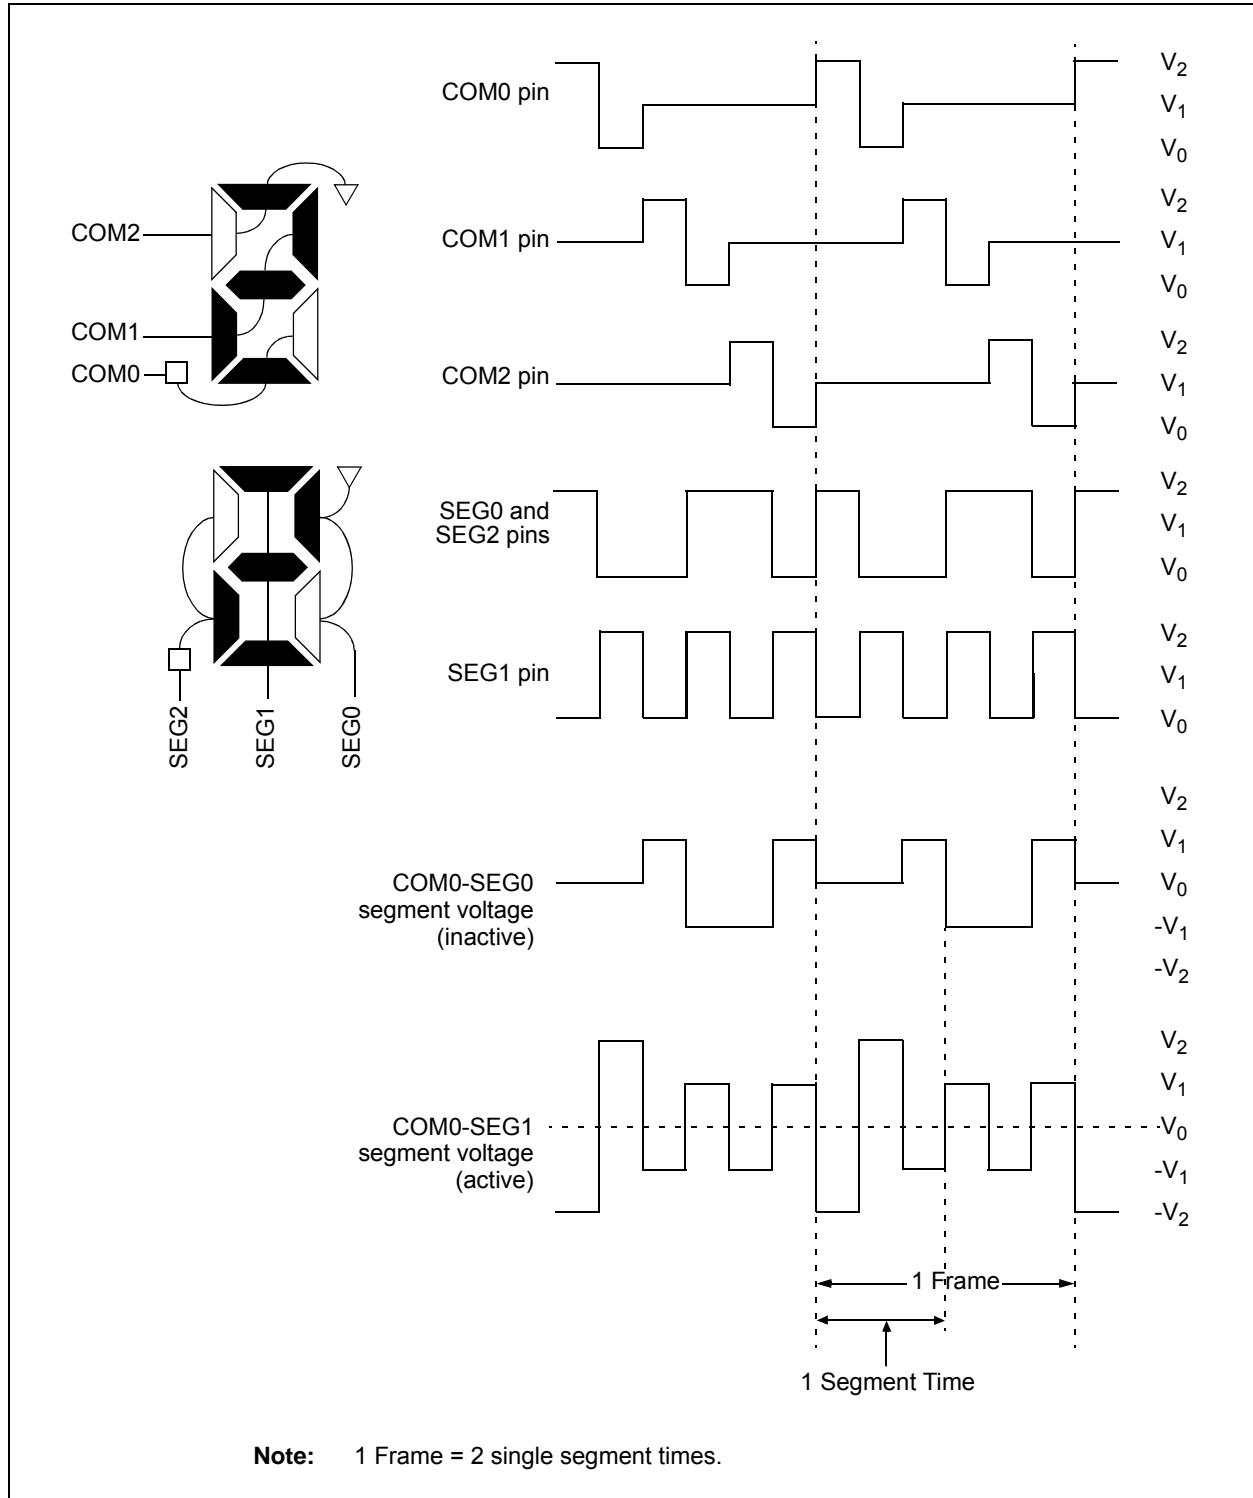 COM0 pin
V2
V1
V0
COM1 pin
V2
V1
V0
COM2
COM1
COM0
COM2 pin
V2
V1
V0
SEG0 and
SEG2 pins
V2
V1
V0
SEG1 pin
V2
V1
V0
SEG2
SEG1
SEG0
COM0-SEG0
segment voltage
(inactive)
V2
V1
V0
-V1
-V2
COM0-SEG1
segment voltage
(active)
V2
V1
V0
-V1
-V2
1 Frame
1 Segment Time
Note: 1 Frame = 2 single segment times.